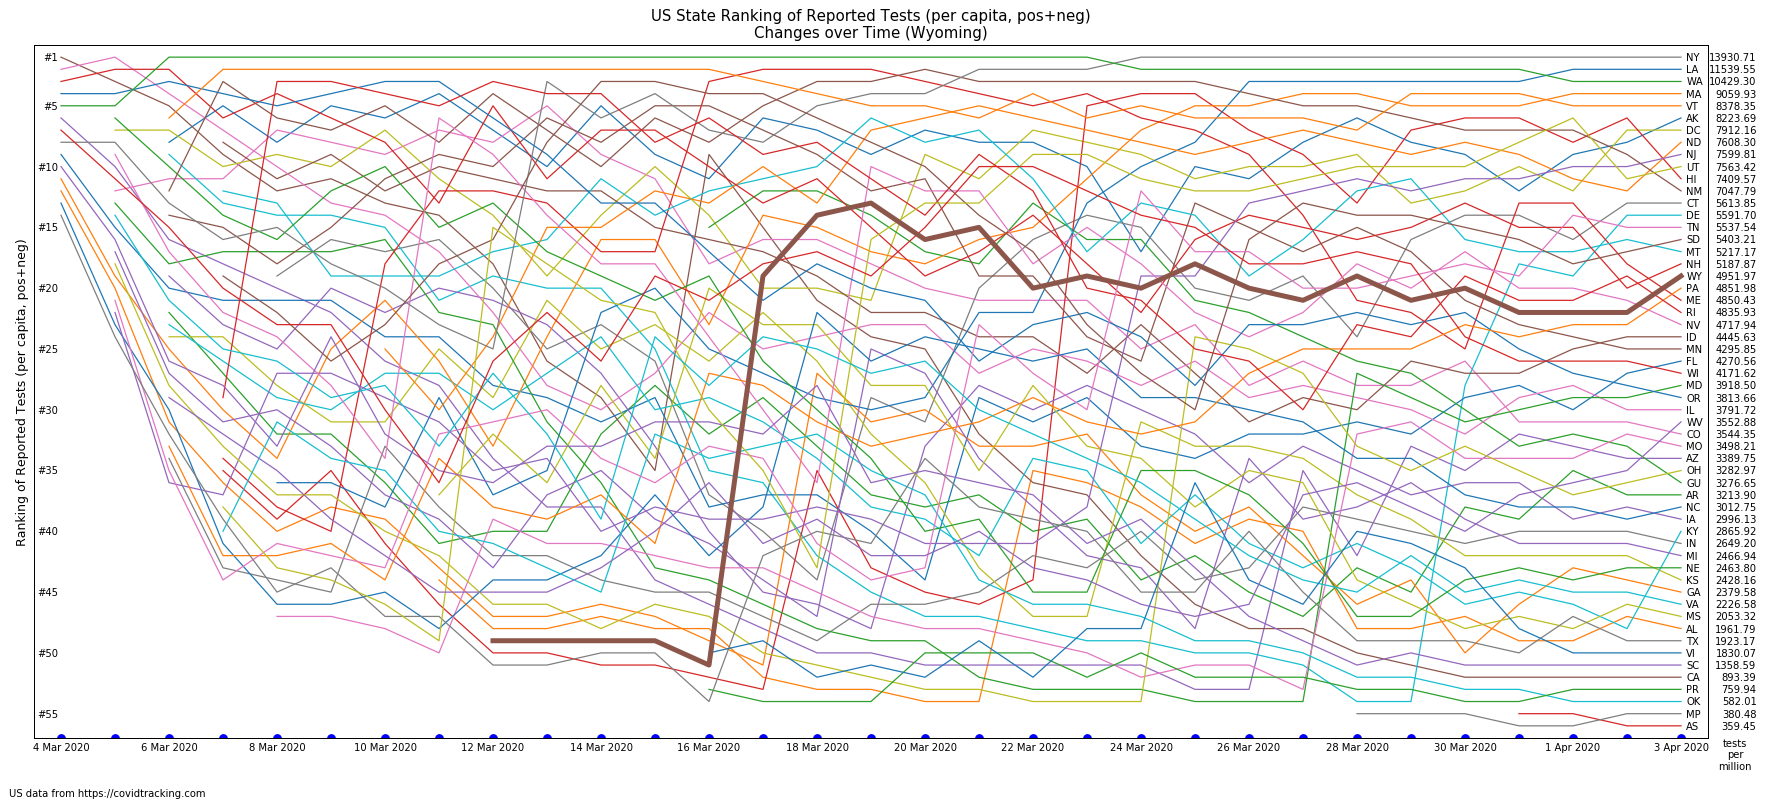 US State Ranking of Reported Tests (per capita, pos+neg)
Changes over Time (Wyoming)
Ranking of Reported Tests (per capita, pos+neg)
#1
#5
#10
#15
#20
#25
#30
#35
#40
#45
#50
#55
NY 13930.71
LA 11539.55
WA 10429.30
MA 9059.93
VT 8378.35
AK 8223.69
DC 7912.16
ND 7608.30
NJ 7599.81
UT 7563.42
HI 7409.57
NM 7047.79
CT 5613.85
DE 5591.70
TN 5537.54
SD 5403.21
MT 5217.17
NH 5187.87
WY 4951.97
PA 4851.98
ME 4850.43
RI 4835.93
NV 4717.94
ID 4445.63
MN 4295.85
FL 4270.56
WI 4171.62
MD 3918.50
OR 3813.66
IL 3791.72
WV 3552.88
CO 3544.35
MO 3498.21
AZ 3389.75
OH 3282.97
GU 3276.65
AR 3213.90
NC 3012.75
IA 2996.13
KY 2865.92
IN 2649.20
MI 2466.94
NE 2463.80
KS 2428.16
GA 2379.58
VA 2226.58
MS 2053.32
AL 1961.79
TX 1923.17
VI 1830.07
SC 1358.59
CA 893.39
PR 759.94
OK 582.01
MP 380.48
AS 359.45
4 Mar 2020 6 Mar 2020 8 Mar 2020 10 Mar 2020 12 Mar 2020 14 Mar 2020 16 Mar 2020 18 Mar 2020 20 Mar 2020 22 Mar 2020 24 Mar 2020 26 Mar 2020 28 Mar 2020 30 Mar 2020 1 Apr 2020 3 Apr 2020
tests
per
million
US data from https://covidtracking.com